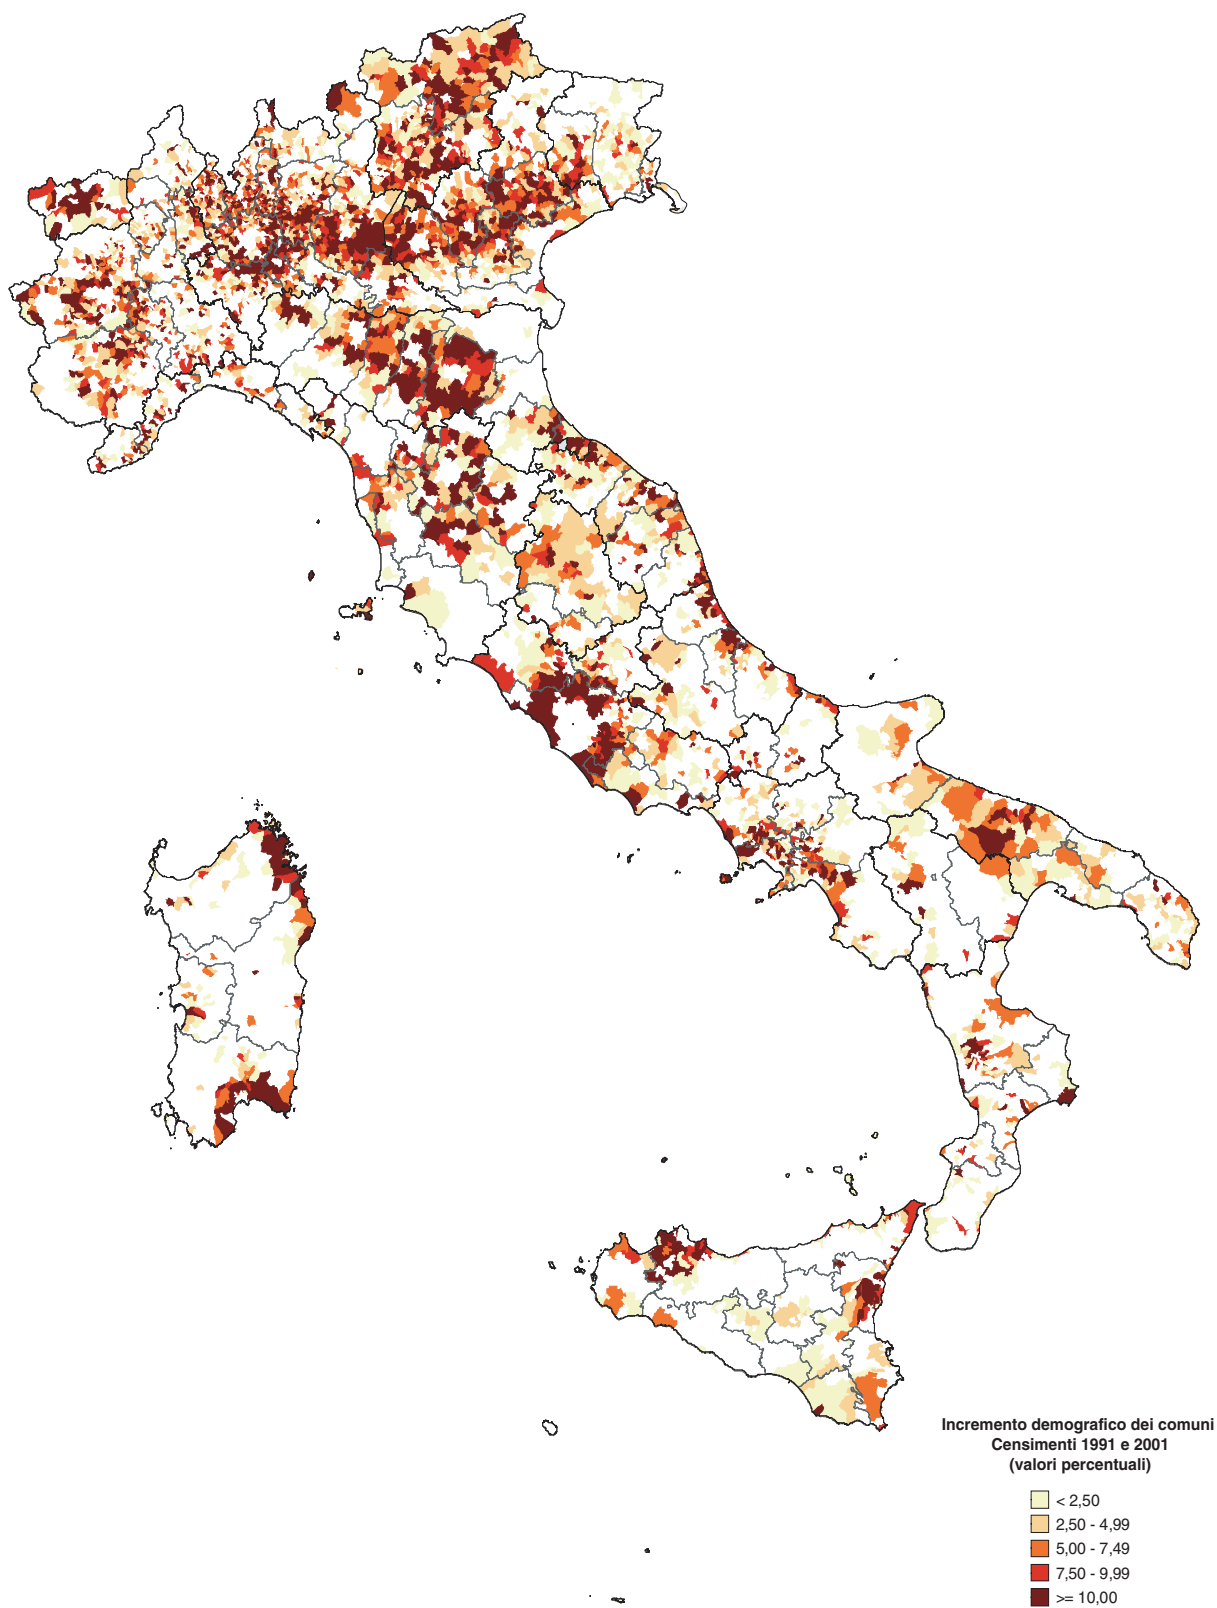 Incremento demografico dei comuni
Censimenti 1991 e 2001
(valori percentuali)
< 2,50
2,50 - 4,99
5,00 - 7,49
7,50 - 9,99
>= 10,00